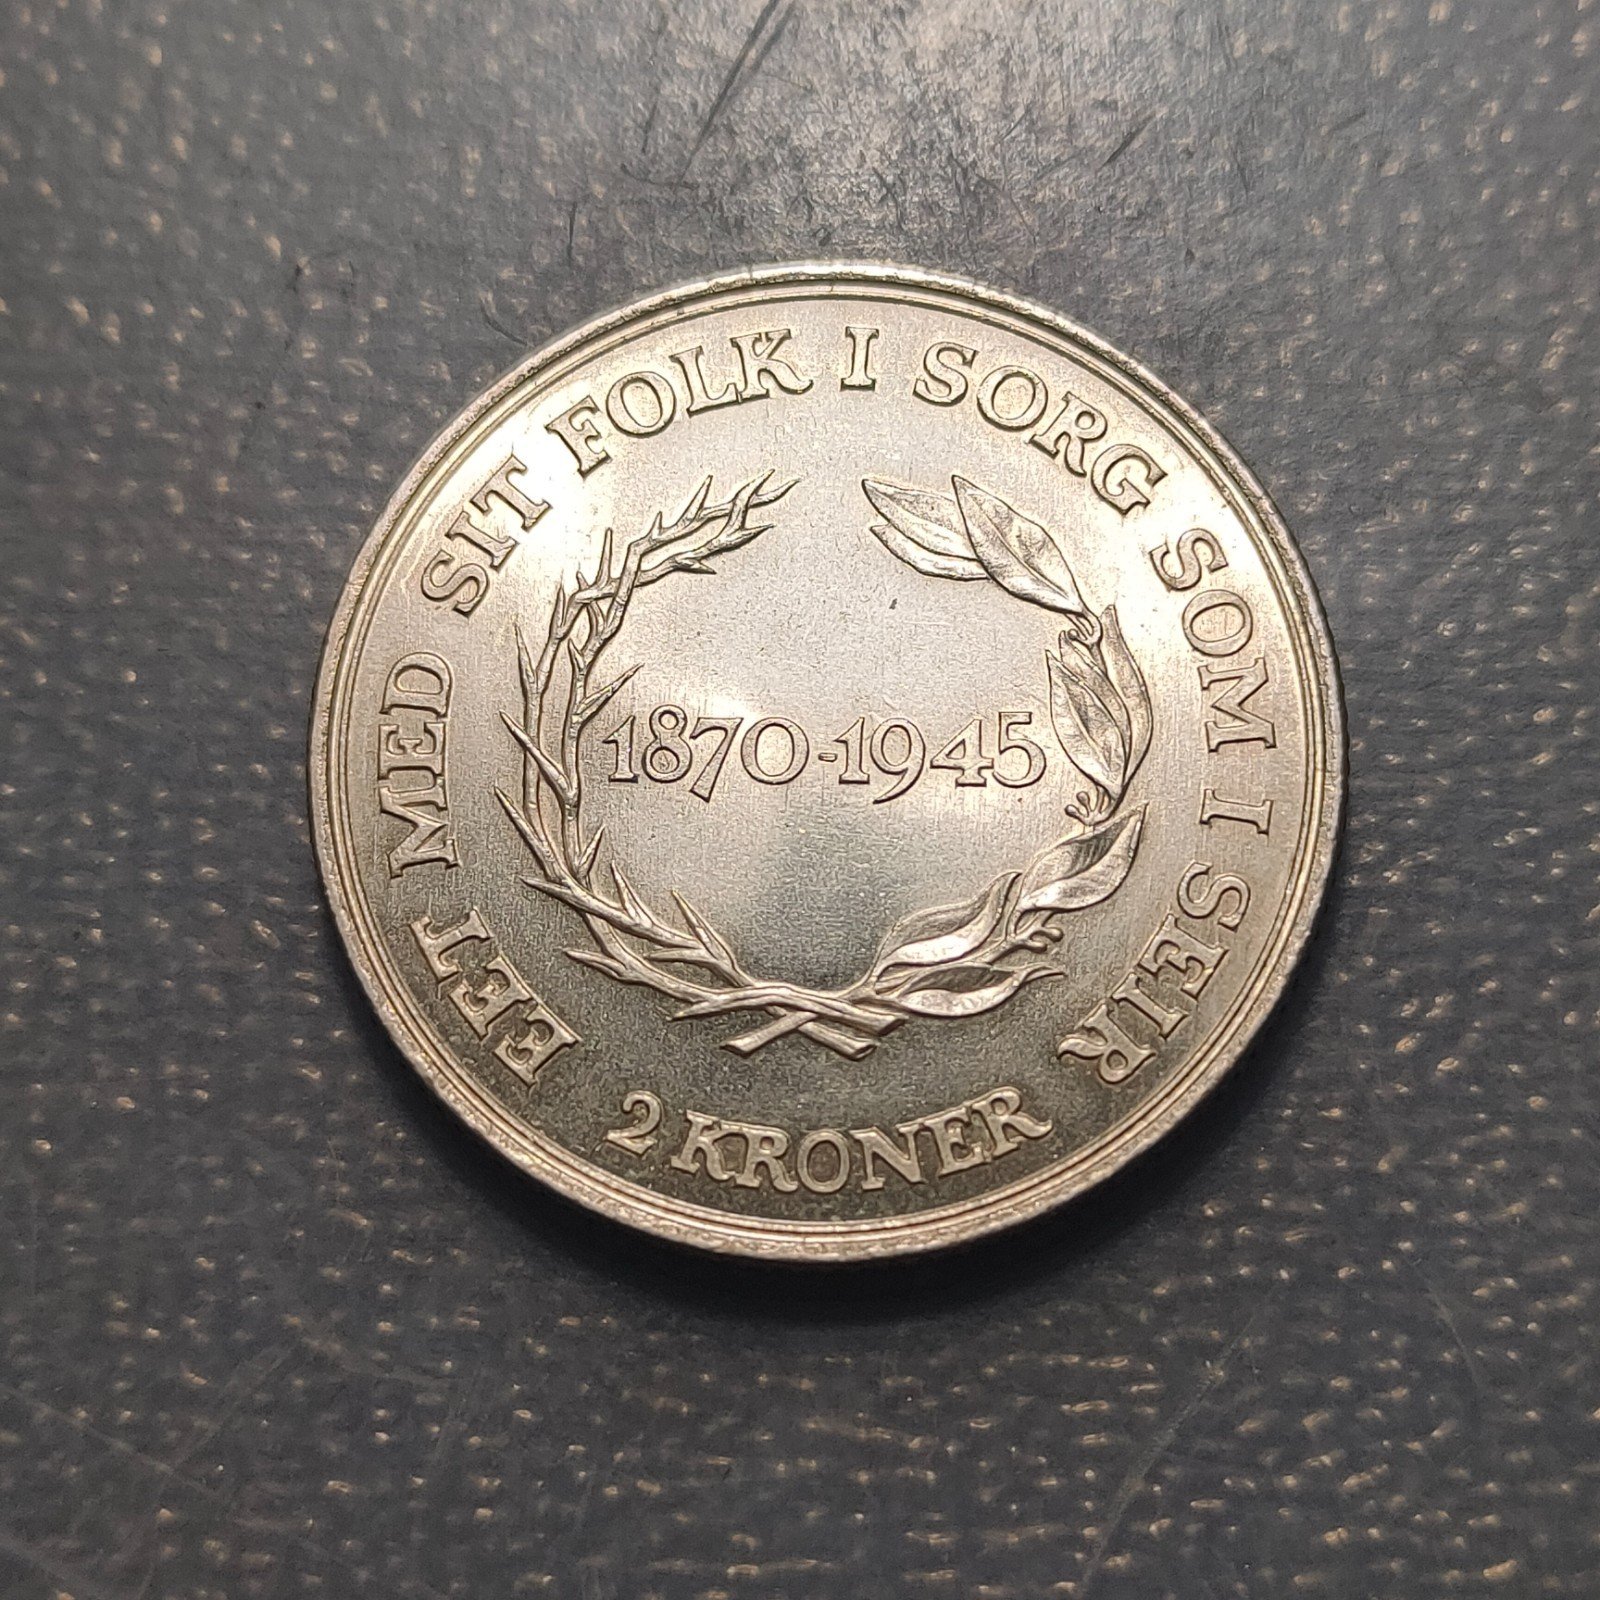 EET MED SIT FOLK I SORG SOM I SEIR
1870-1945
2 KRONER